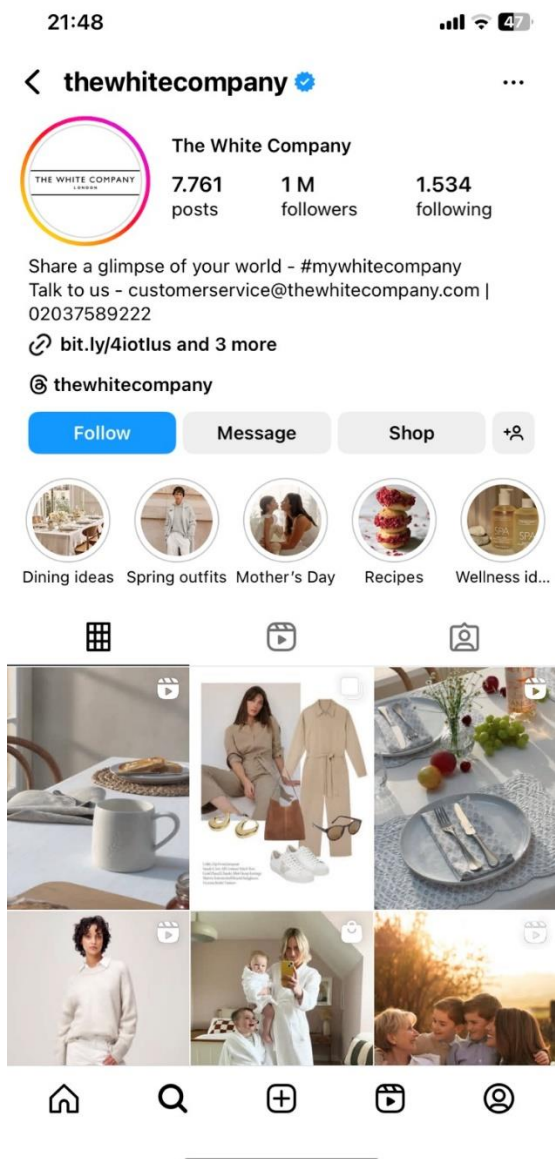 21:48
47
thewhitecompany
THE WHITE COMPANY
LONDON
The White Company
7.761 1 M 1.534
posts followers following
Share a glimpse of your world - #mywhitecompany
Talk to us - customerservice@thewhitecompany.com |
02037589222
bit.ly/4iotlus and 3 more
thewhitecompany
Follow Message Shop
Dining ideas Spring outfits Mother's Day Recipes Wellness id...
SPA
SPA